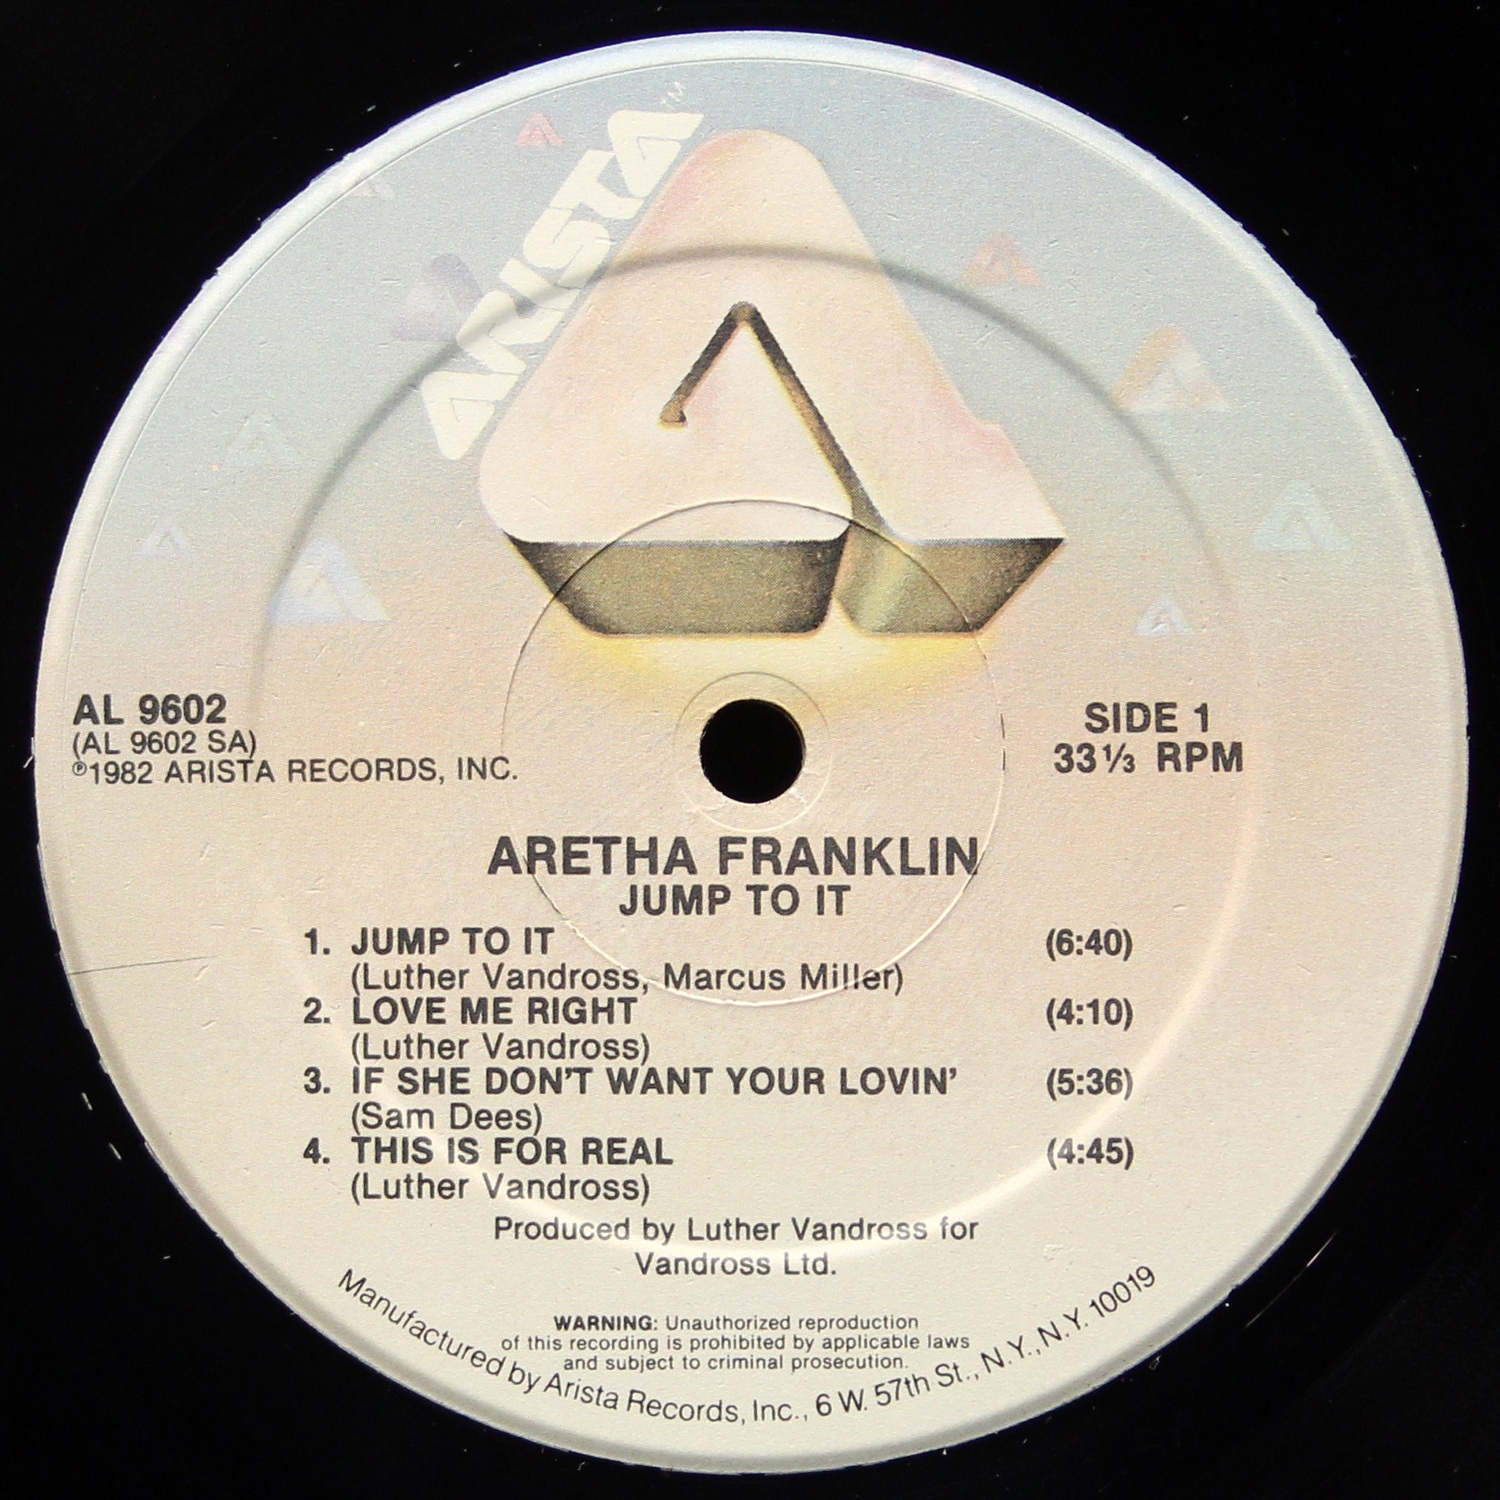 ARISTA™
AL 9602
(AL 9602 SA)
℗1982 ARISTA RECORDS, INC.
SIDE 1
33⅓ RPM
ARETHA FRANKLIN
JUMP TO IT
1. JUMP TO IT (6:40)
(Luther Vandross, Marcus Miller)
2. LOVE ME RIGHT (4:10)
(Luther Vandross)
3. IF SHE DON'T WANT YOUR LOVIN' (5:36)
(Sam Dees)
4. THIS IS FOR REAL (4:45)
(Luther Vandross)
Produced by Luther Vandross for
Vandross Ltd.
WARNING: Unauthorized reproduction
of this recording is prohibited by applicable laws
and subject to criminal prosecution.
Manufactured by Arista Records, Inc., 6 W. 57th St., N.Y., N.Y. 10019